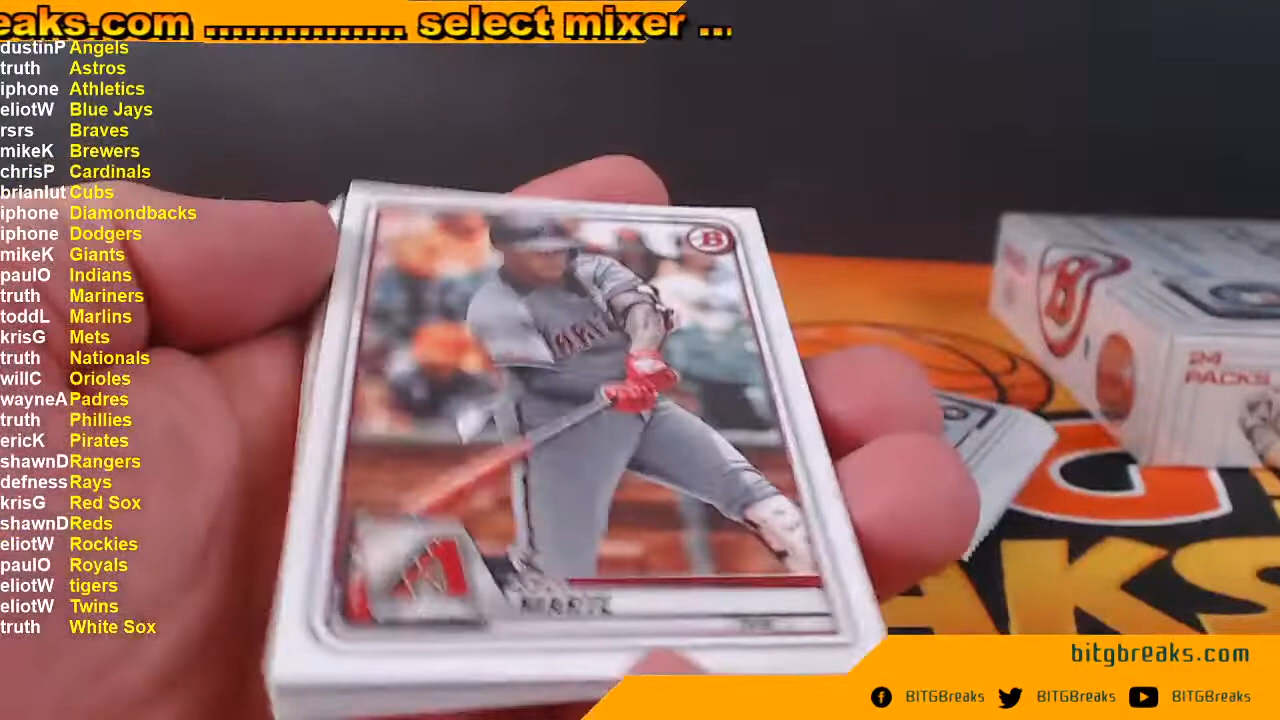 eaks.com ............... select mixer ...
dustinP Angels
truth Astros
iphone Athletics
eliotW Blue Jays
rsrs Braves
mikeK Brewers
chrisP Cardinals
brianlut Cubs
iphone Diamondbacks
iphone Dodgers
mikeK Giants
paulO Indians
truth Mariners
toddL Marlins
krisG Mets
truth Nationals
willC Orioles
wayneA Padres
truth Phillies
ericK Pirates
shawnD Rangers
defness Rays
krisG Red Sox
shawnD Reds
eliotW Rockies
paulO Royals
eliotW tigers
eliotW Twins
truth White Sox
B
MARTE
B
24
PACKS
AKS
bitgbreaks.com
BITGBreaks BITGBreaks BITGBreaks